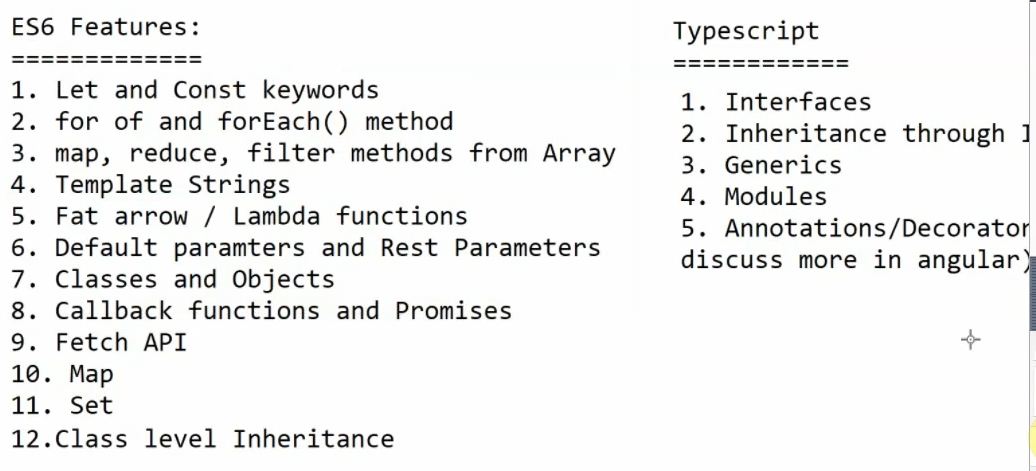 ES6 Features:
=============
1. Let and Const keywords
2. for of and forEach() method
3. map, reduce, filter methods from Array
4. Template Strings
5. Fat arrow / Lambda functions
6. Default paramters and Rest Parameters
7. Classes and Objects
8. Callback functions and Promises
9. Fetch API
10. Map
11. Set
12.Class level Inheritance
Typescript
============
1. Interfaces
2. Inheritance through
3. Generics
4. Modules
5. Annotations/Decorator
discuss more in angular)